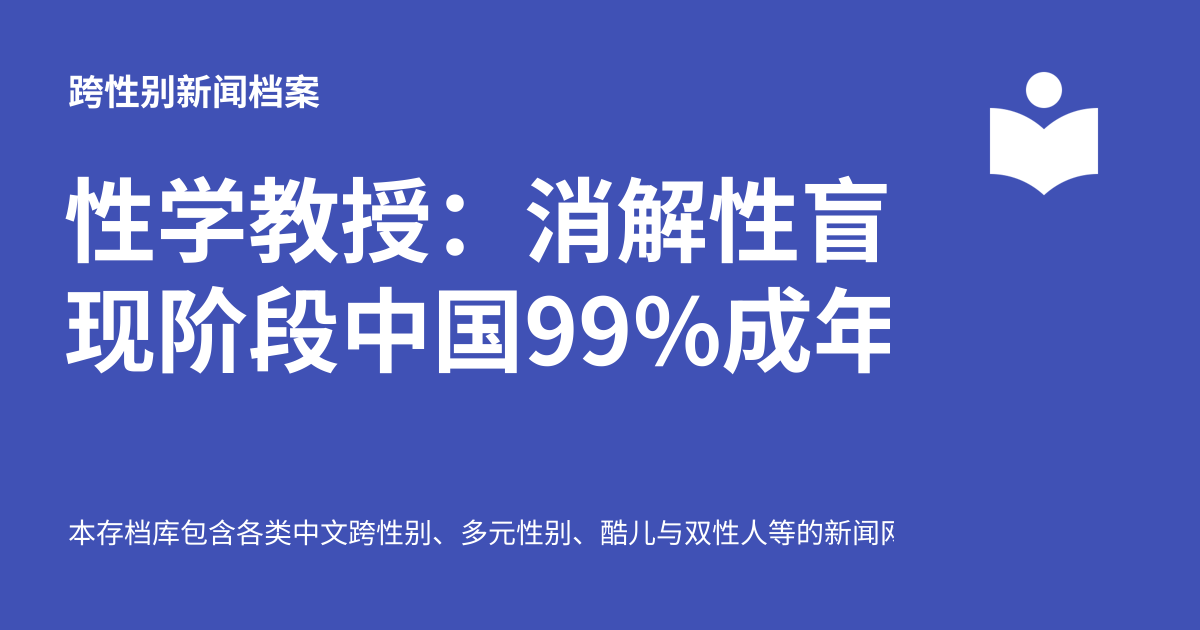 跨性别新闻档案
性学教授：消解性盲
现阶段中国99%成年
本存档库包含各类中文跨性别、多元性别、酷儿与双性人等的新闻